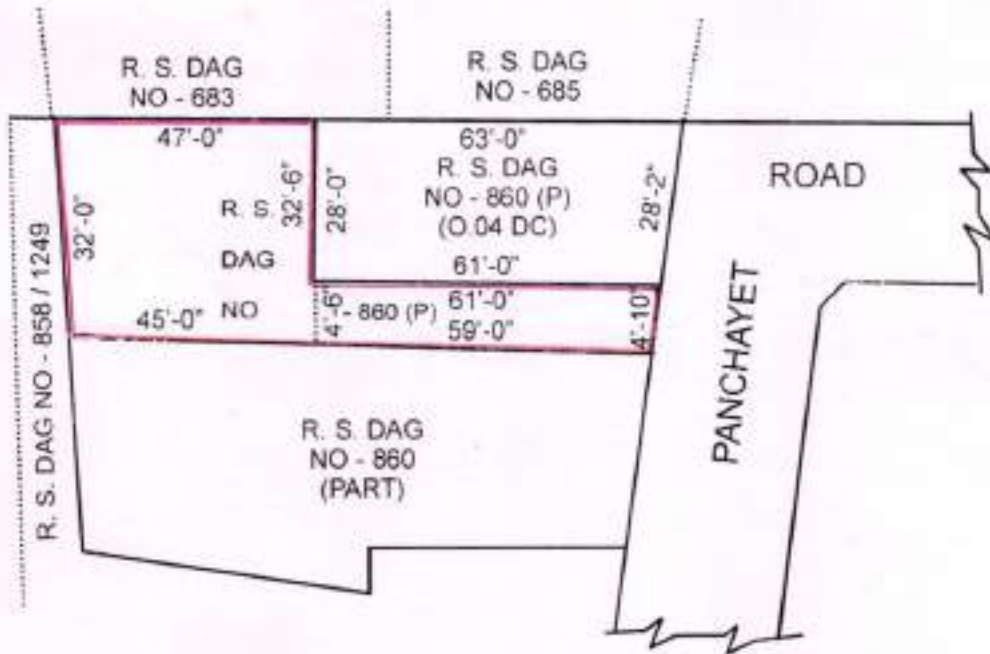 R. S. DAG
NO - 683
R. S. DAG
NO - 685
47'-0"
63'-0"
R. S. DAG
NO - 860 (P)
(O.04 DC)
ROAD
32'-0"
R. S.
32'-6"
28'-0"
28'-2"
DAG
61'-0"
NO
4'-6"
- 860 (P)
61'-0"
59'-0"
4'-10"
45'-0"
R. S. DAG NO - 858 / 1249
PANCHAYET
R. S. DAG
NO - 860
(PART)